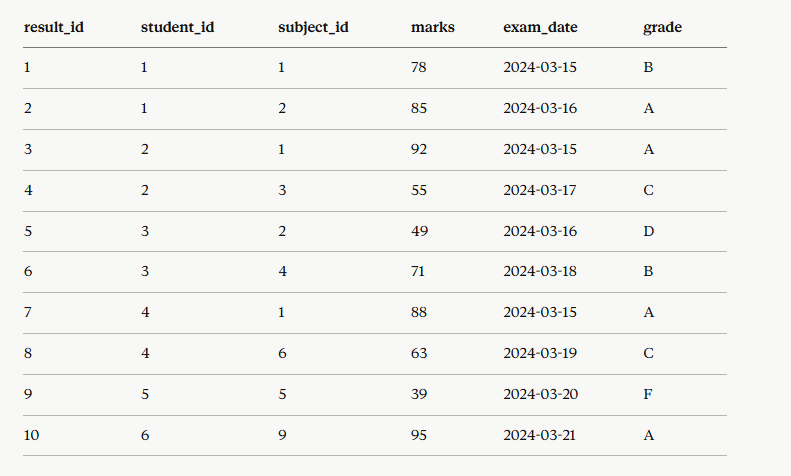 result_id student_id subject_id marks exam_date grade
1 1 1 78 2024-03-15 B
2 1 2 85 2024-03-16 A
3 2 1 92 2024-03-15 A
4 2 3 55 2024-03-17 C
5 3 2 49 2024-03-16 D
6 3 4 71 2024-03-18 B
7 4 1 88 2024-03-15 A
8 4 6 63 2024-03-19 C
9 5 5 39 2024-03-20 F
10 6 9 95 2024-03-21 A